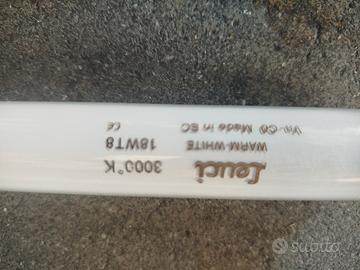 Leuci
3000°K
WARM-WHITE
18WT8
Made in EC
CE
subito